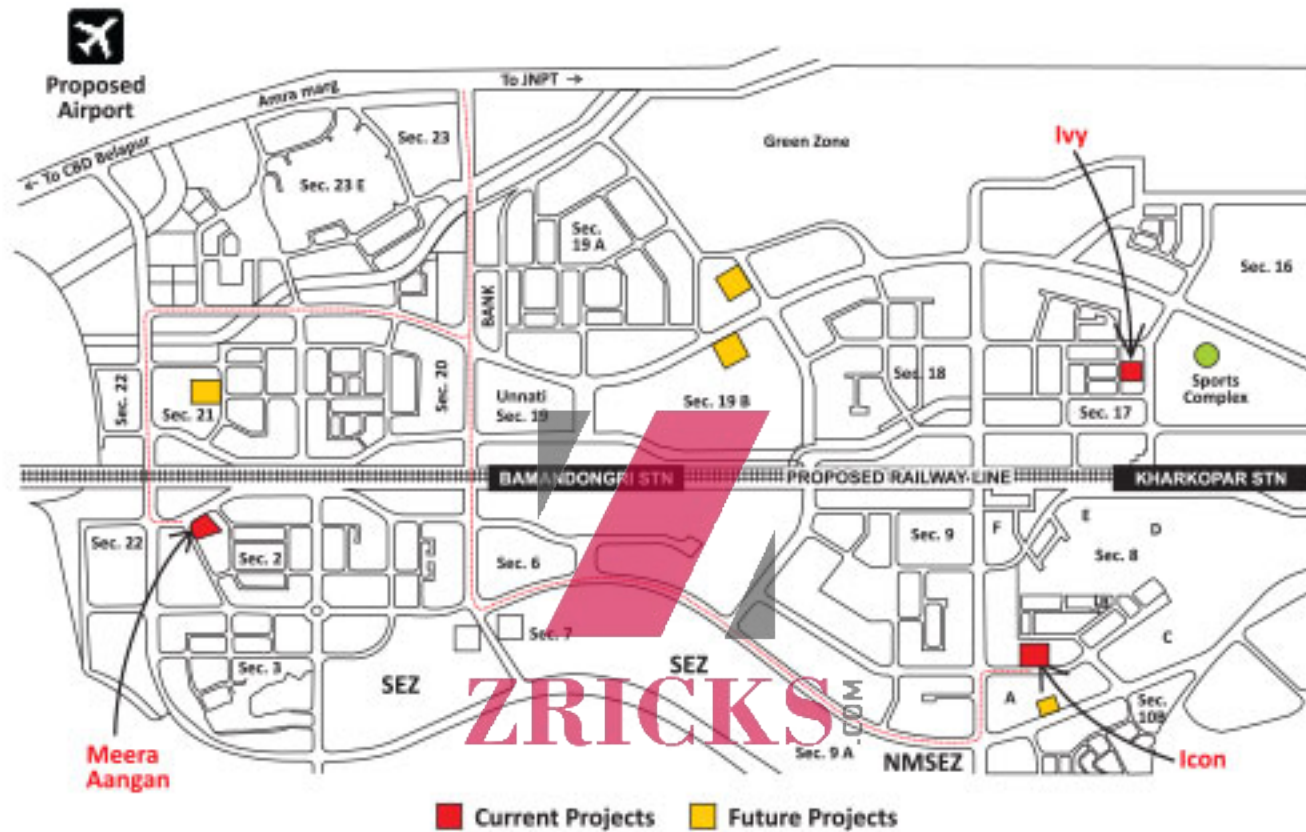 Proposed
Airport
To JNPT →
Amra marg
← To CBD Belapur
Sec. 23
Sec. 23 E
Green Zone
Ivy
Sec.
19 A
Sec. 16
BANK
Sec. 22
Sec. 21
Sec. 20
Unnati
Sec. 19
Sec. 19 B
Sec. 18
Sec. 17
Sports
Complex
BAMANDONGRI STN
PROPOSED RAILWAY LINE
KHARKOPAR STN
Sec. 22
Sec. 2
Sec. 6
Sec. 9
F
E
D
Sec. 8
C
Sec. 7
Sec. 3
SEZ
SEZ
A
Sec.
10B
ZRICKS
.COM
Sec. 9 A
NMSEZ
Icon
Meera
Aangan
Current Projects
Future Projects